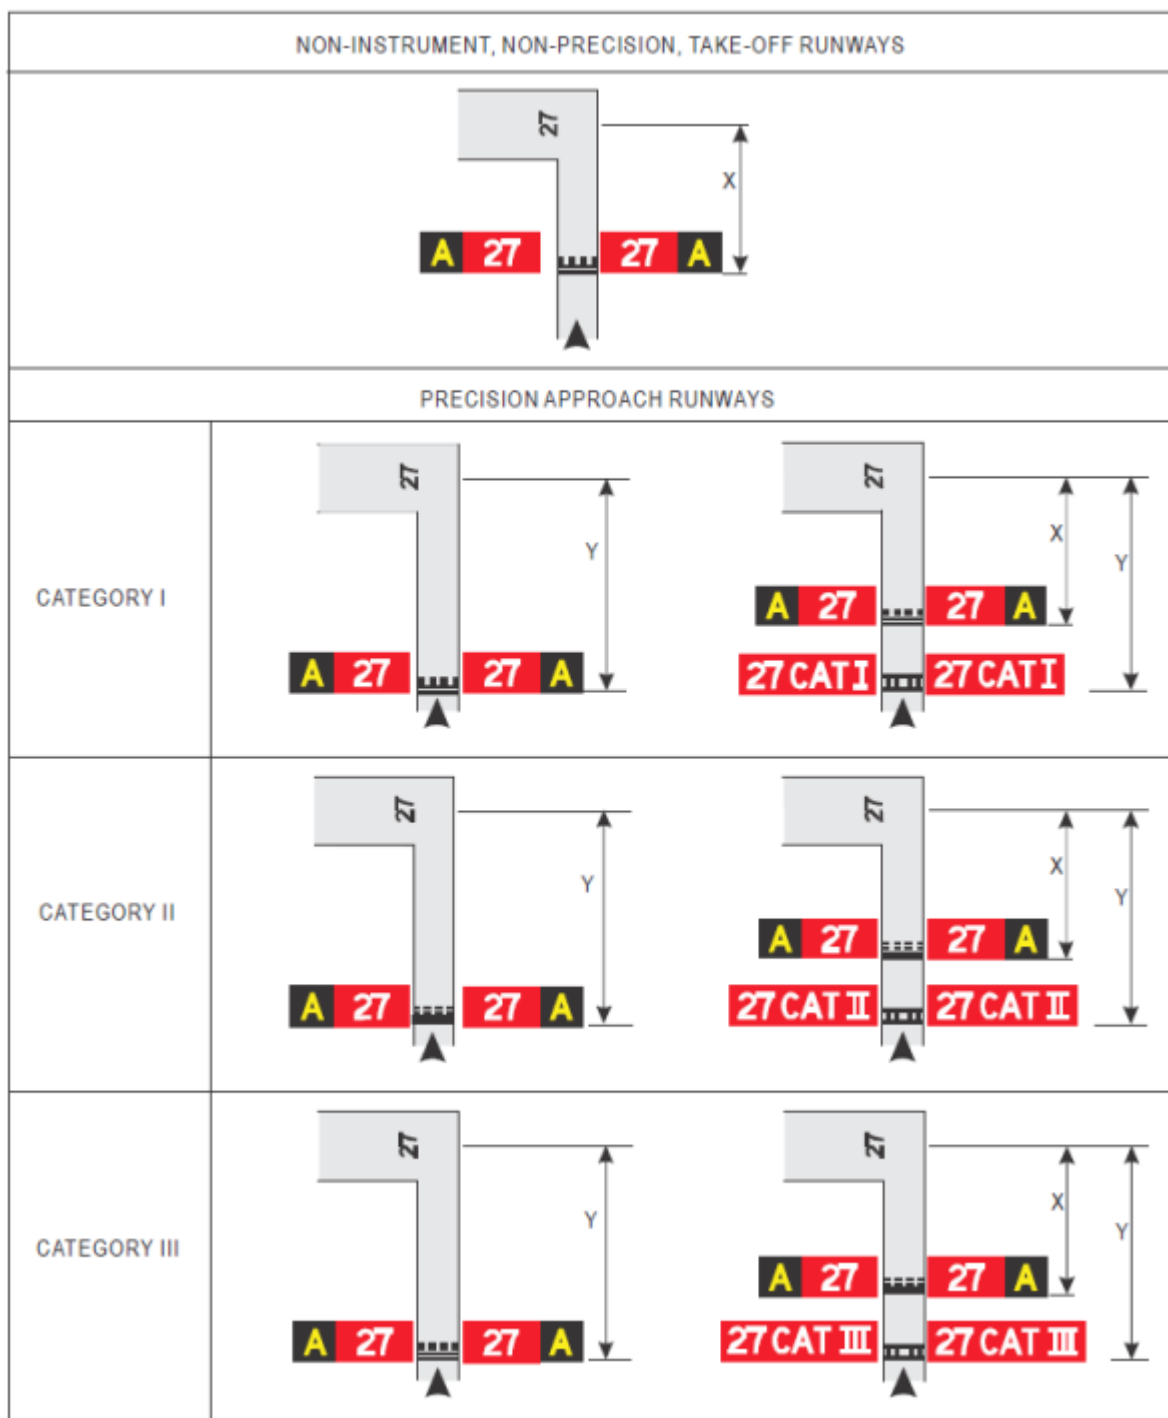 NON-INSTRUMENT, NON-PRECISION, TAKE-OFF RUNWAYS
27
X
A 27 27 A
PRECISION APPROACH RUNWAYS
CATEGORY I
27
Y
A 27 27 A
27
X
Y
A 27 27 A
27 CAT I 27 CAT I
CATEGORY II
27
Y
A 27 27 A
27
X
Y
A 27 27 A
27 CAT II 27 CAT II
CATEGORY III
27
Y
A 27 27 A
27
X
Y
A 27 27 A
27 CAT III 27 CAT III